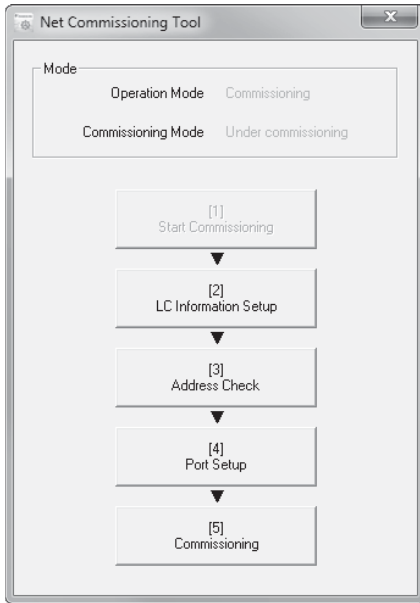 Net Commissioning Tool
Mode
Operation Mode Commissioning
Commissioning Mode Under commissioning
[1]
Start Commissioning
[2]
LC Information Setup
[3]
Address Check
[4]
Port Setup
[5]
Commissioning